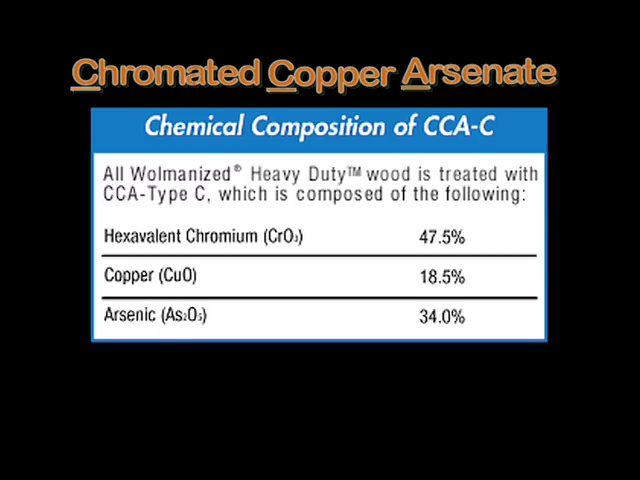 Chromated Copper Arsenate
Chemical Composition of CCA-C
All Wolmanized® Heavy Duty™ wood is treated with
CCA-Type C, which is composed of the following:
Hexavalent Chromium (CrO₃) 47.5%
Copper (CuO) 18.5%
Arsenic (As₂O₅) 34.0%